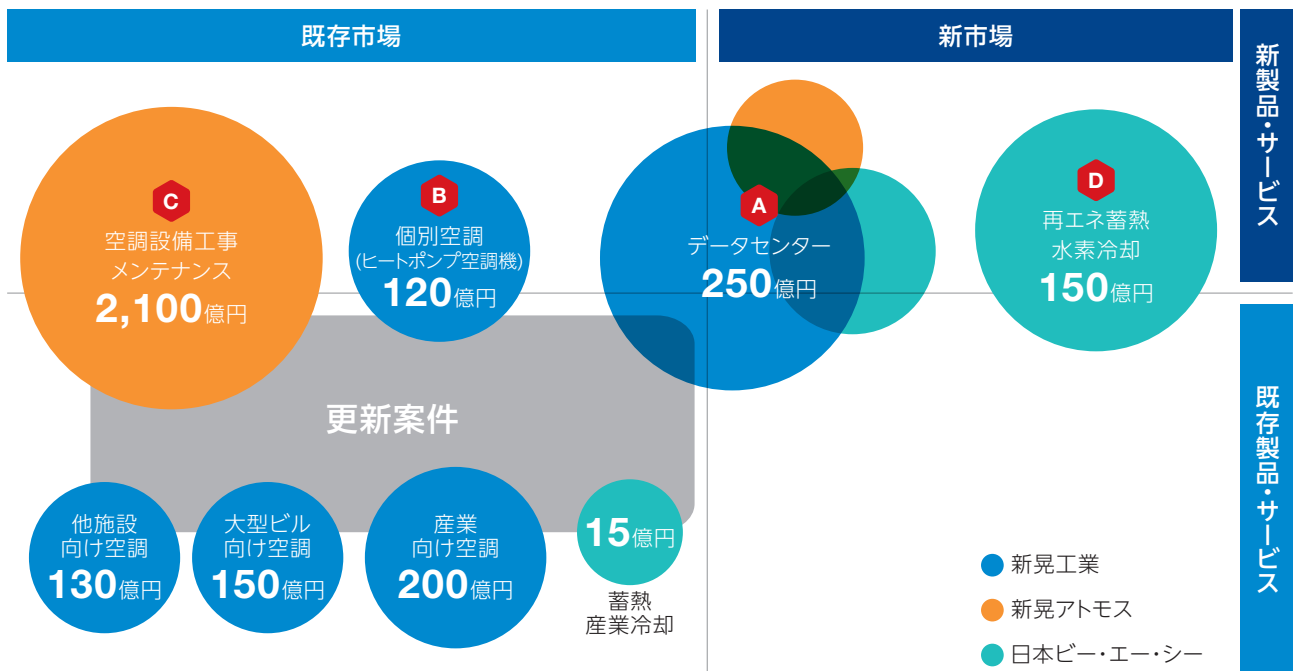 既存市場
新市場
新製品・サービス
既存製品・サービス
C
空調設備工事
メンテナンス
2,100億円
B
個別空調
(ヒートポンプ空調機)
120億円
A
データセンター
250億円
D
再エネ蓄熱
水素冷却
150億円
更新案件
他施設
向け空調
130億円
大型ビル
向け空調
150億円
産業
向け空調
200億円
15億円
蓄熱
産業冷却
新晃工業
新晃アトモス
日本ビー・エー・シー